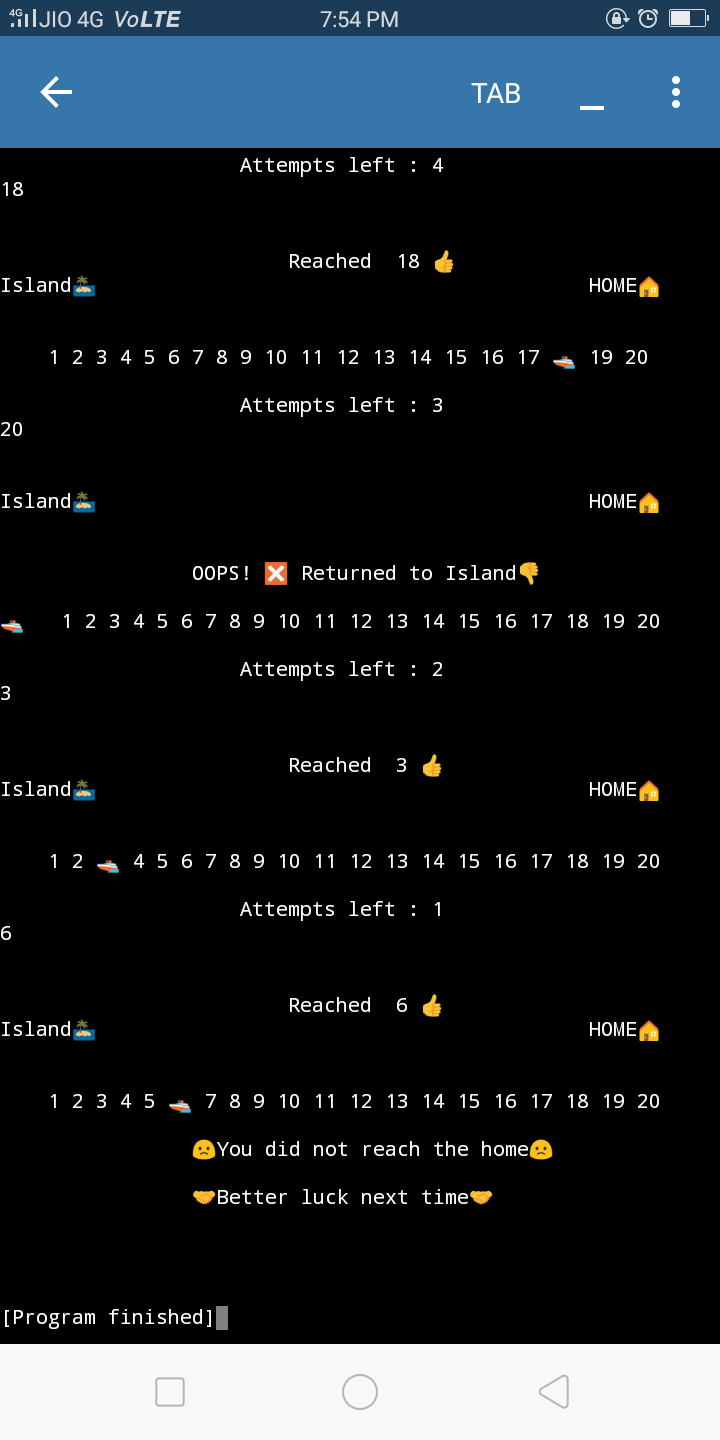 4G JIO 4G VoLTE 7:54 PM
TAB
Attempts left : 4
18
Reached 18 👍
Island🏝 HOME🏠
1 2 3 4 5 6 7 8 9 10 11 12 13 14 15 16 17 🚤 19 20
Attempts left : 3
20
Island🏝 HOME🏠
OOPS! ❎ Returned to Island👎
🚤 1 2 3 4 5 6 7 8 9 10 11 12 13 14 15 16 17 18 19 20
Attempts left : 2
3
Reached 3 👍
Island🏝 HOME🏠
1 2 🚤 4 5 6 7 8 9 10 11 12 13 14 15 16 17 18 19 20
Attempts left : 1
6
Reached 6 👍
Island🏝 HOME🏠
1 2 3 4 5 🚤 7 8 9 10 11 12 13 14 15 16 17 18 19 20
🙁You did not reach the home🙁
🤝Better luck next time🤝
[Program finished]